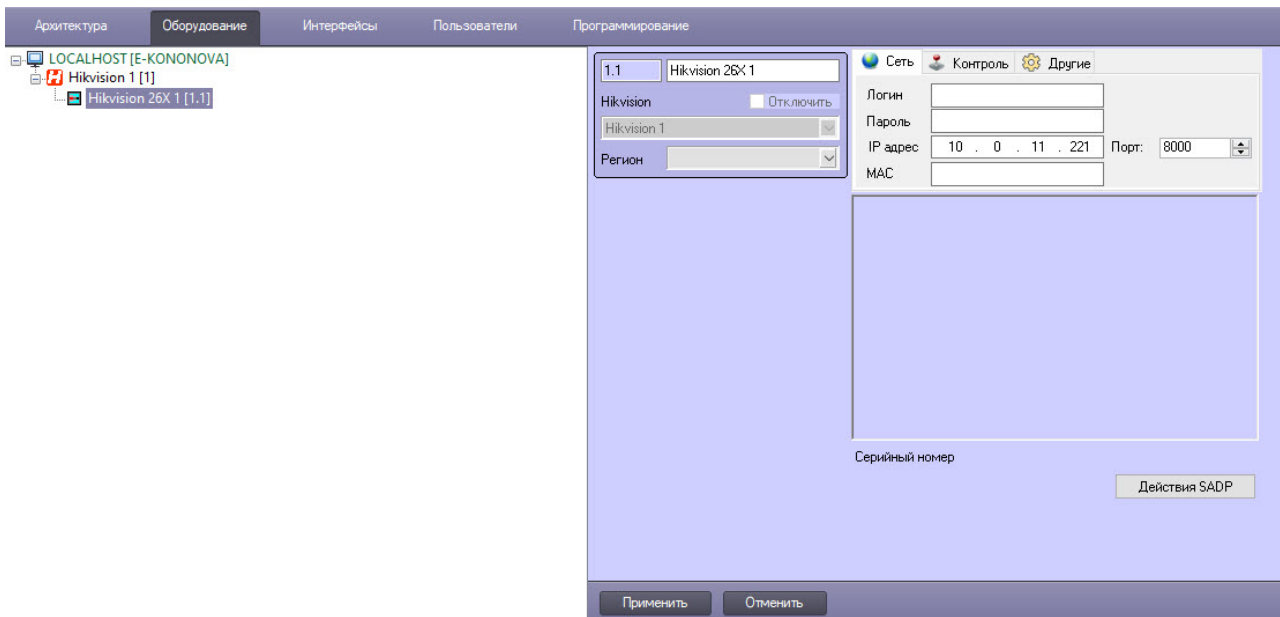 Архитектура Оборудование Интерфейсы Пользователи Программирование
LOCALHOST [E-KONONOVA]
Hikvision 1 [1]
Hikvision 26X 1 [1.1]
1.1 Hikvision 26X 1
Hikvision Отключить
Hikvision 1
Регион
Сеть Контроль Другие
Логин
Пароль
IP адрес 10 . 0 . 11 . 221 Порт: 8000
MAC
Серийный номер
Действия SADP
Применить Отменить